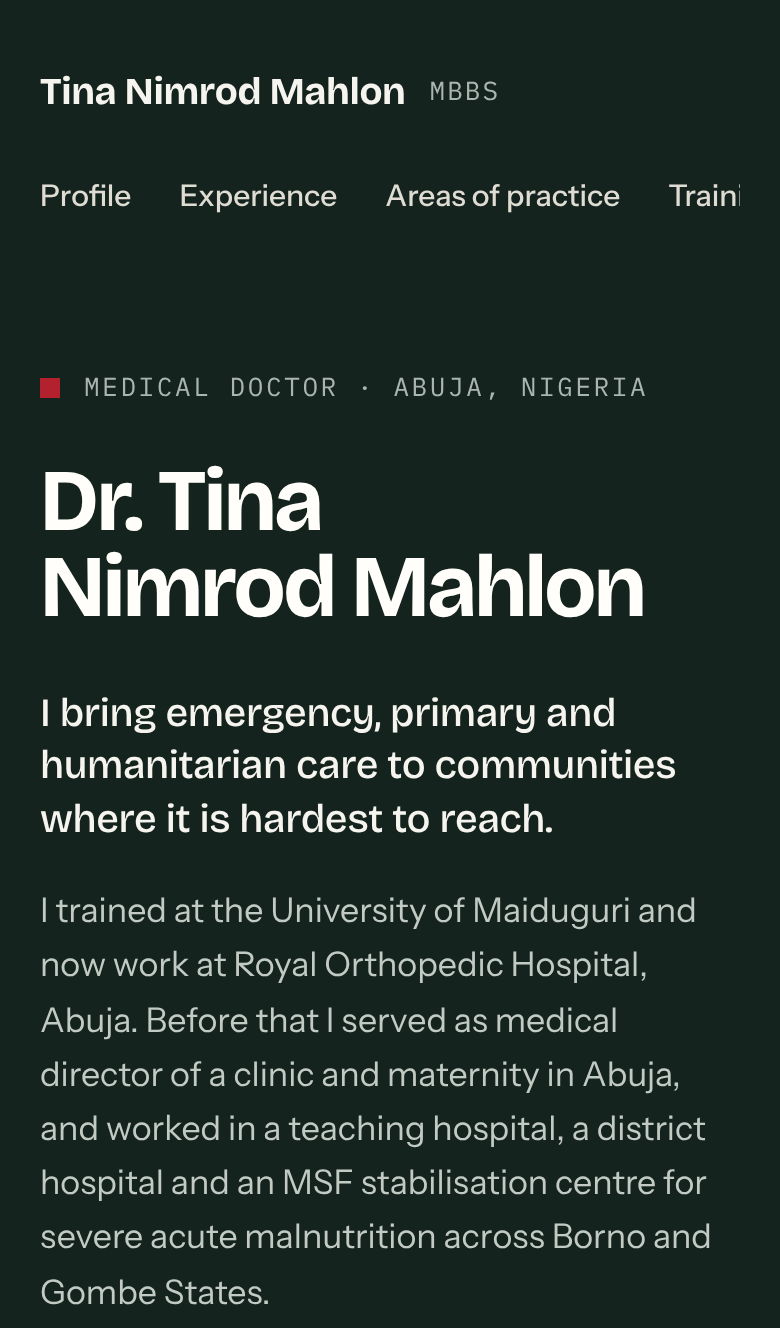 Tina Nimrod Mahlon MBBS
Profile Experience Areas of practice Traini
MEDICAL DOCTOR · ABUJA, NIGERIA
Dr. Tina
Nimrod Mahlon
I bring emergency, primary and
humanitarian care to communities
where it is hardest to reach.
I trained at the University of Maiduguri and
now work at Royal Orthopedic Hospital,
Abuja. Before that I served as medical
director of a clinic and maternity in Abuja,
and worked in a teaching hospital, a district
hospital and an MSF stabilisation centre for
severe acute malnutrition across Borno and
Gombe States.